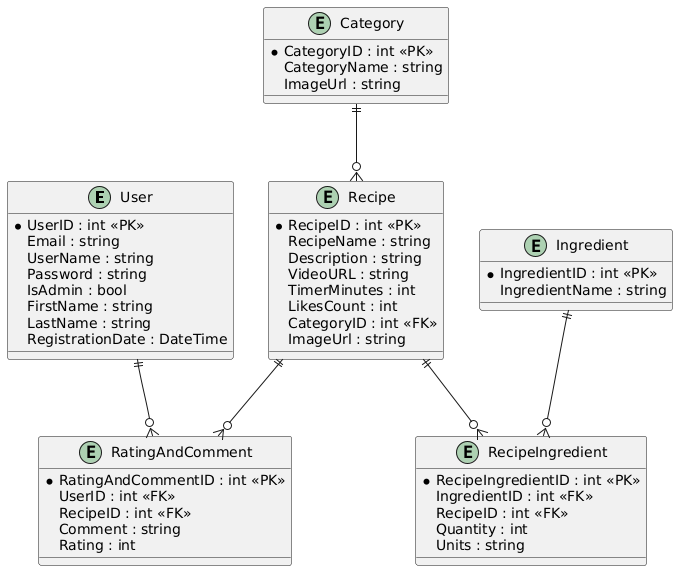 E Category
CategoryID : int «PK»
CategoryName : string
ImageUrl : string
E User
UserID : int «PK»
Email : string
UserName : string
Password : string
IsAdmin : bool
FirstName : string
LastName : string
RegistrationDate : DateTime
E Recipe
RecipeID : int «PK»
RecipeName : string
Description : string
VideoURL : string
TimerMinutes : int
LikesCount : int
CategoryID : int «FK»
ImageUrl : string
E Ingredient
IngredientID : int «PK»
IngredientName : string
E RatingAndComment
RatingAndCommentID : int «PK»
UserID : int «FK»
RecipeID : int «FK»
Comment : string
Rating : int
E RecipeIngredient
RecipeIngredientID : int «PK»
IngredientID : int «FK»
RecipeID : int «FK»
Quantity : int
Units : string